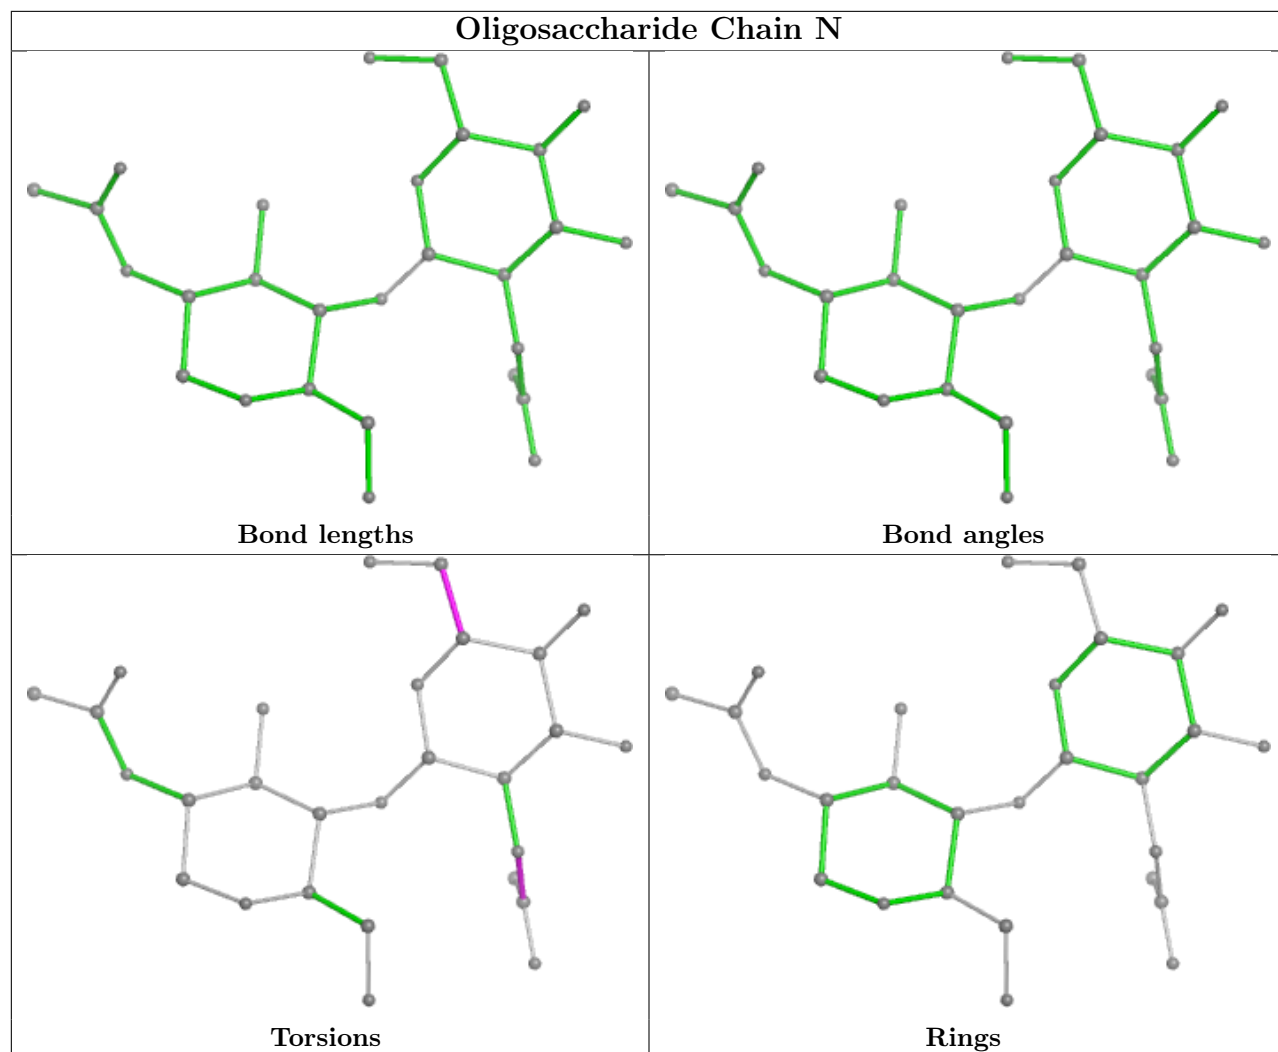 Oligosaccharide Chain N
Bond lengths
Bond angles
Torsions
Rings